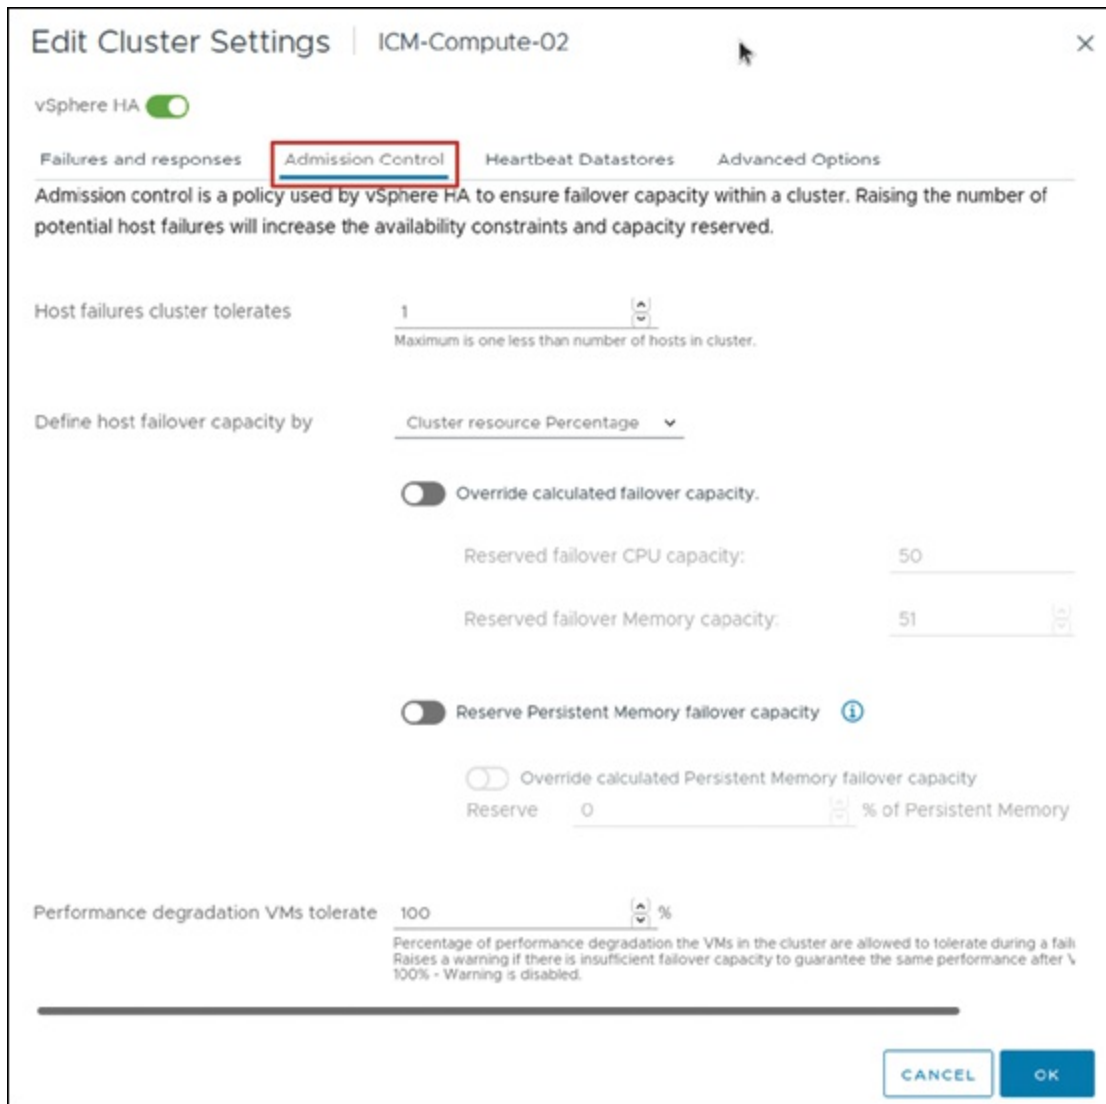 Edit Cluster Settings | ICM-Compute-02
vSphere HA
Failures and responses Admission Control Heartbeat Datastores Advanced Options
Admission control is a policy used by vSphere HA to ensure failover capacity within a cluster. Raising the number of
potential host failures will increase the availability constraints and capacity reserved.
Host failures cluster tolerates 1
Maximum is one less than number of hosts in cluster.
Define host failover capacity by Cluster resource Percentage
Override calculated failover capacity.
Reserved failover CPU capacity: 50
Reserved failover Memory capacity: 51
Reserve Persistent Memory failover capacity
Override calculated Persistent Memory failover capacity
Reserve 0 % of Persistent Memory
Performance degradation VMs tolerate 100 %
Percentage of performance degradation the VMs in the cluster are allowed to tolerate during a
Raises a warning if there is insufficient failover capacity to guarantee the same performance after
100% - Warning is disabled.
CANCEL OK